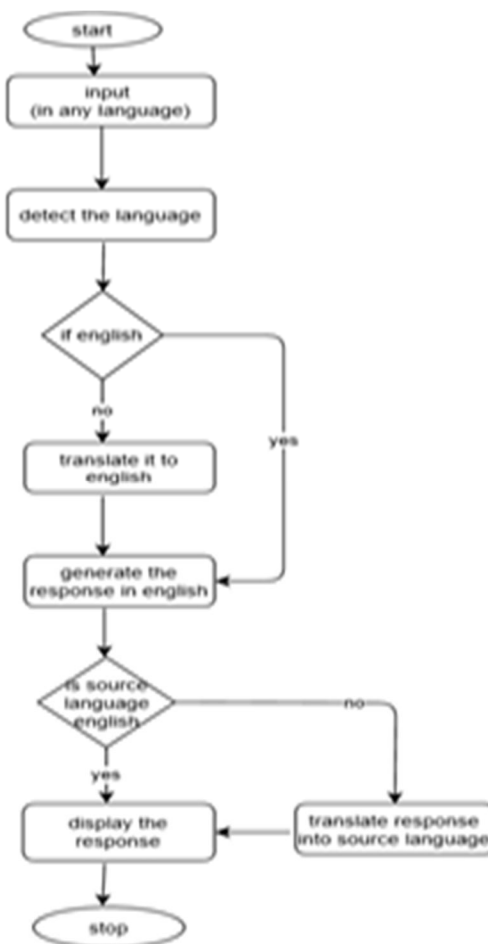 start
input
(in any language)
detect the language
if english
no
yes
translate it to
english
generate the
response in english
is source
language
english
no
yes
display the
response
translate response
into source language
stop